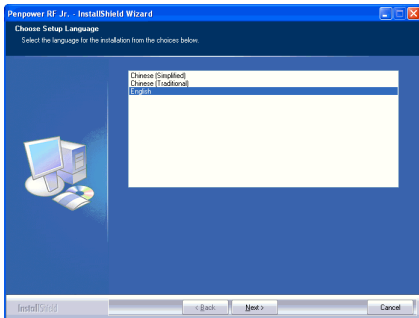 Penpower RF Jr. - InstallShield Wizard
Choose Setup Language
Select the language for the installation from the choices below.
Chinese (Simplified)
Chinese (Traditional)
English
InstallShield
< Back
Next >
Cancel